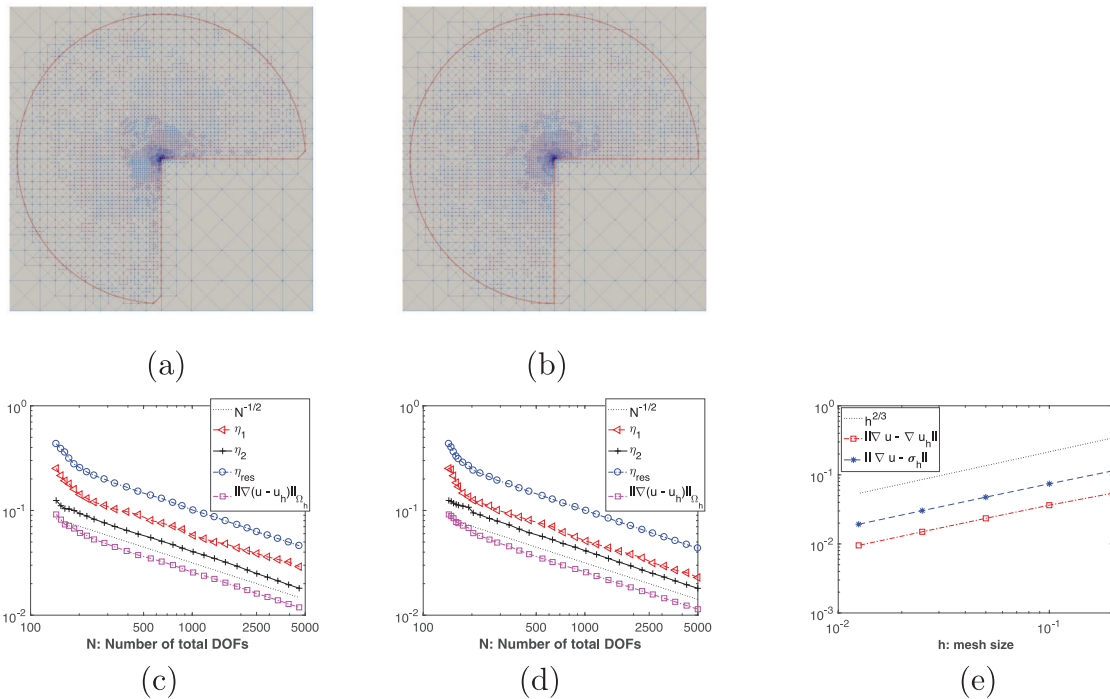 (a)
(b)
10^0
10^-1
10^-2
100
500
1000
2500
5000
N: Number of total DOFs
N^-1/2
η_1
η_2
η_res
||∇(u - u_h)||_Ω_h
(c)
10^0
10^-1
10^-2
100
500
1000
2500
5000
N: Number of total DOFs
N^-1/2
η_1
η_2
η_res
||∇(u - u_h)||_Ω_h
(d)
10^0
10^-1
10^-2
10^-3
10^-2
10^-1
h: mesh size
h^2/3
||∇ u - ∇ u_h||
||∇ u - σ_h||
(e)